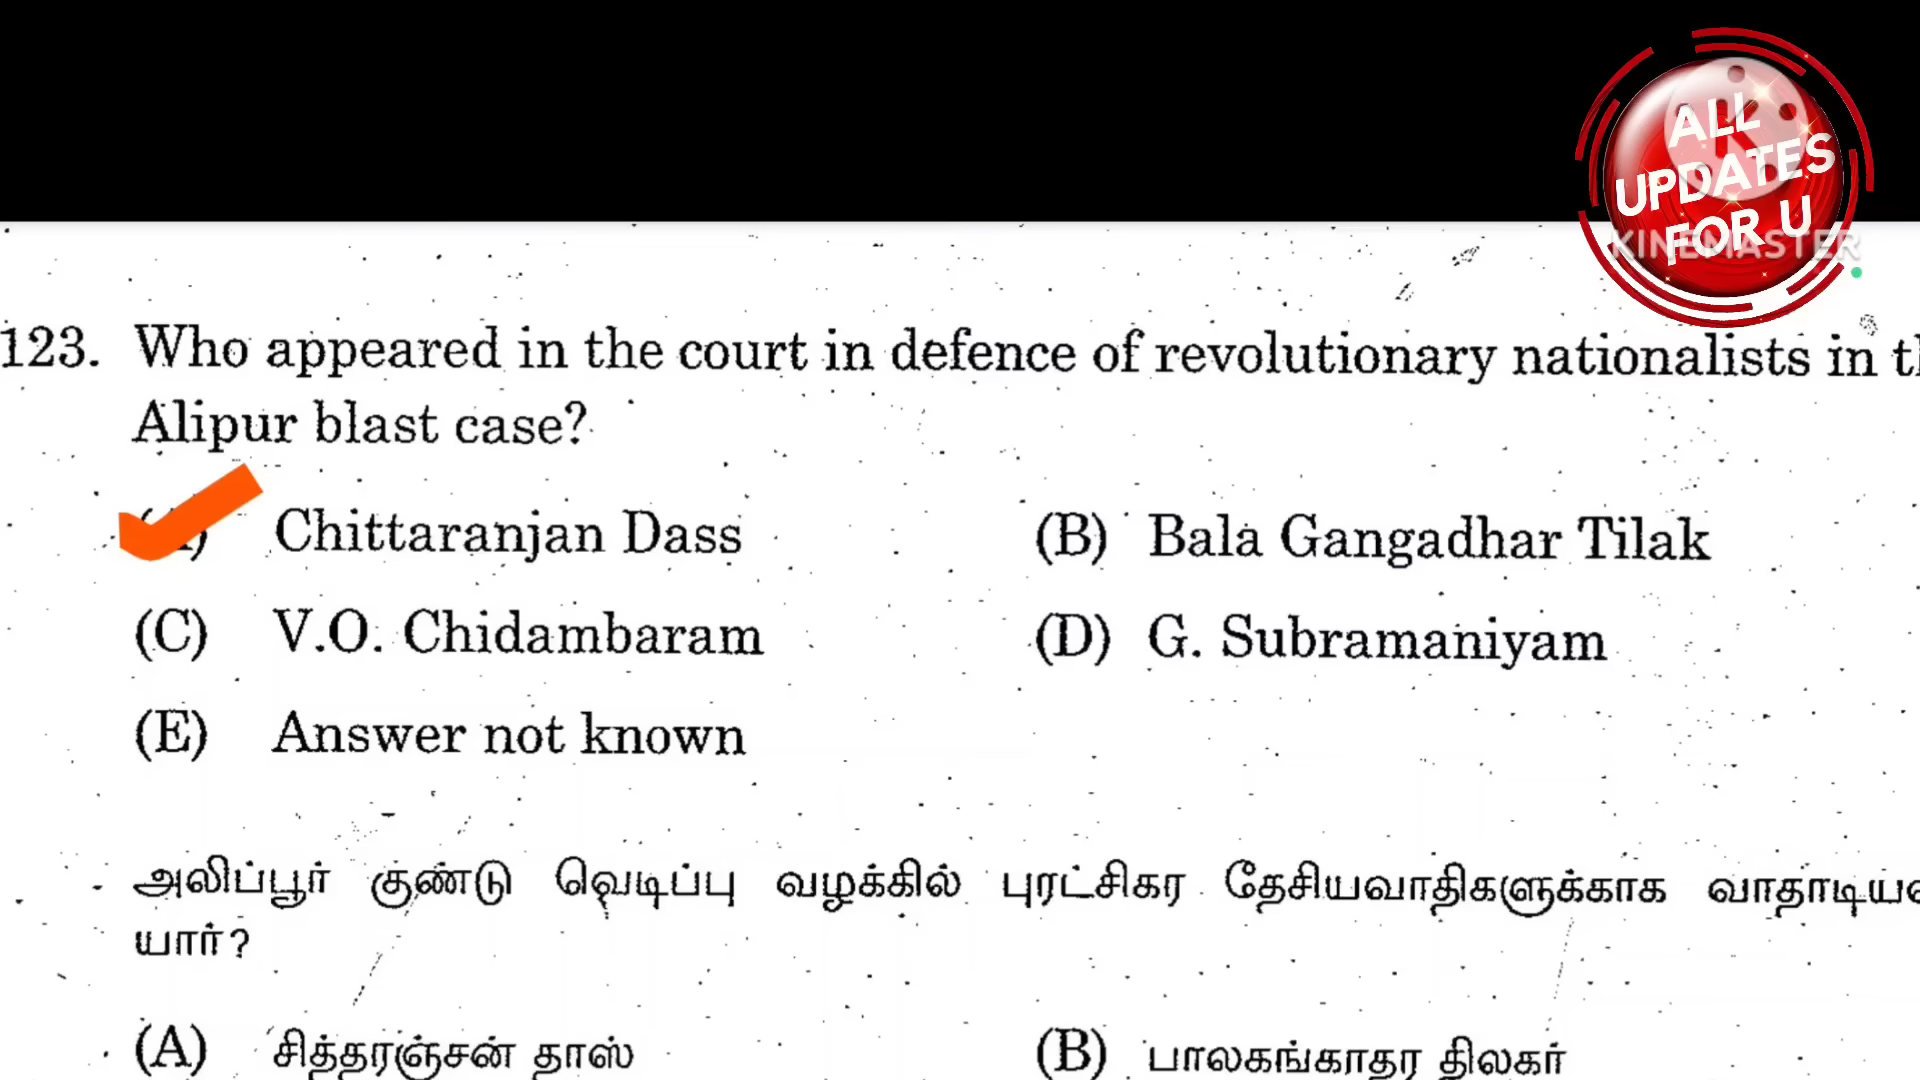 ALL
UPDATES
FOR U
KINEMASTER
123. Who appeared in the court in defence of revolutionary nationalists in
Alipur blast case?
Chittaranjan Dass (B) Bala Gangadhar Tilak
(C) V.O. Chidambaram (D) G. Subramaniyam
(E) Answer not known
அலிப்பூர் குண்டு வெடிப்பு வழக்கில் புரட்சிகர தேசியவாதிகளுக்காக
யார்?
(A) சித்தரஞ்சன் தாஸ் (B) பாலகங்காதர திலகர்